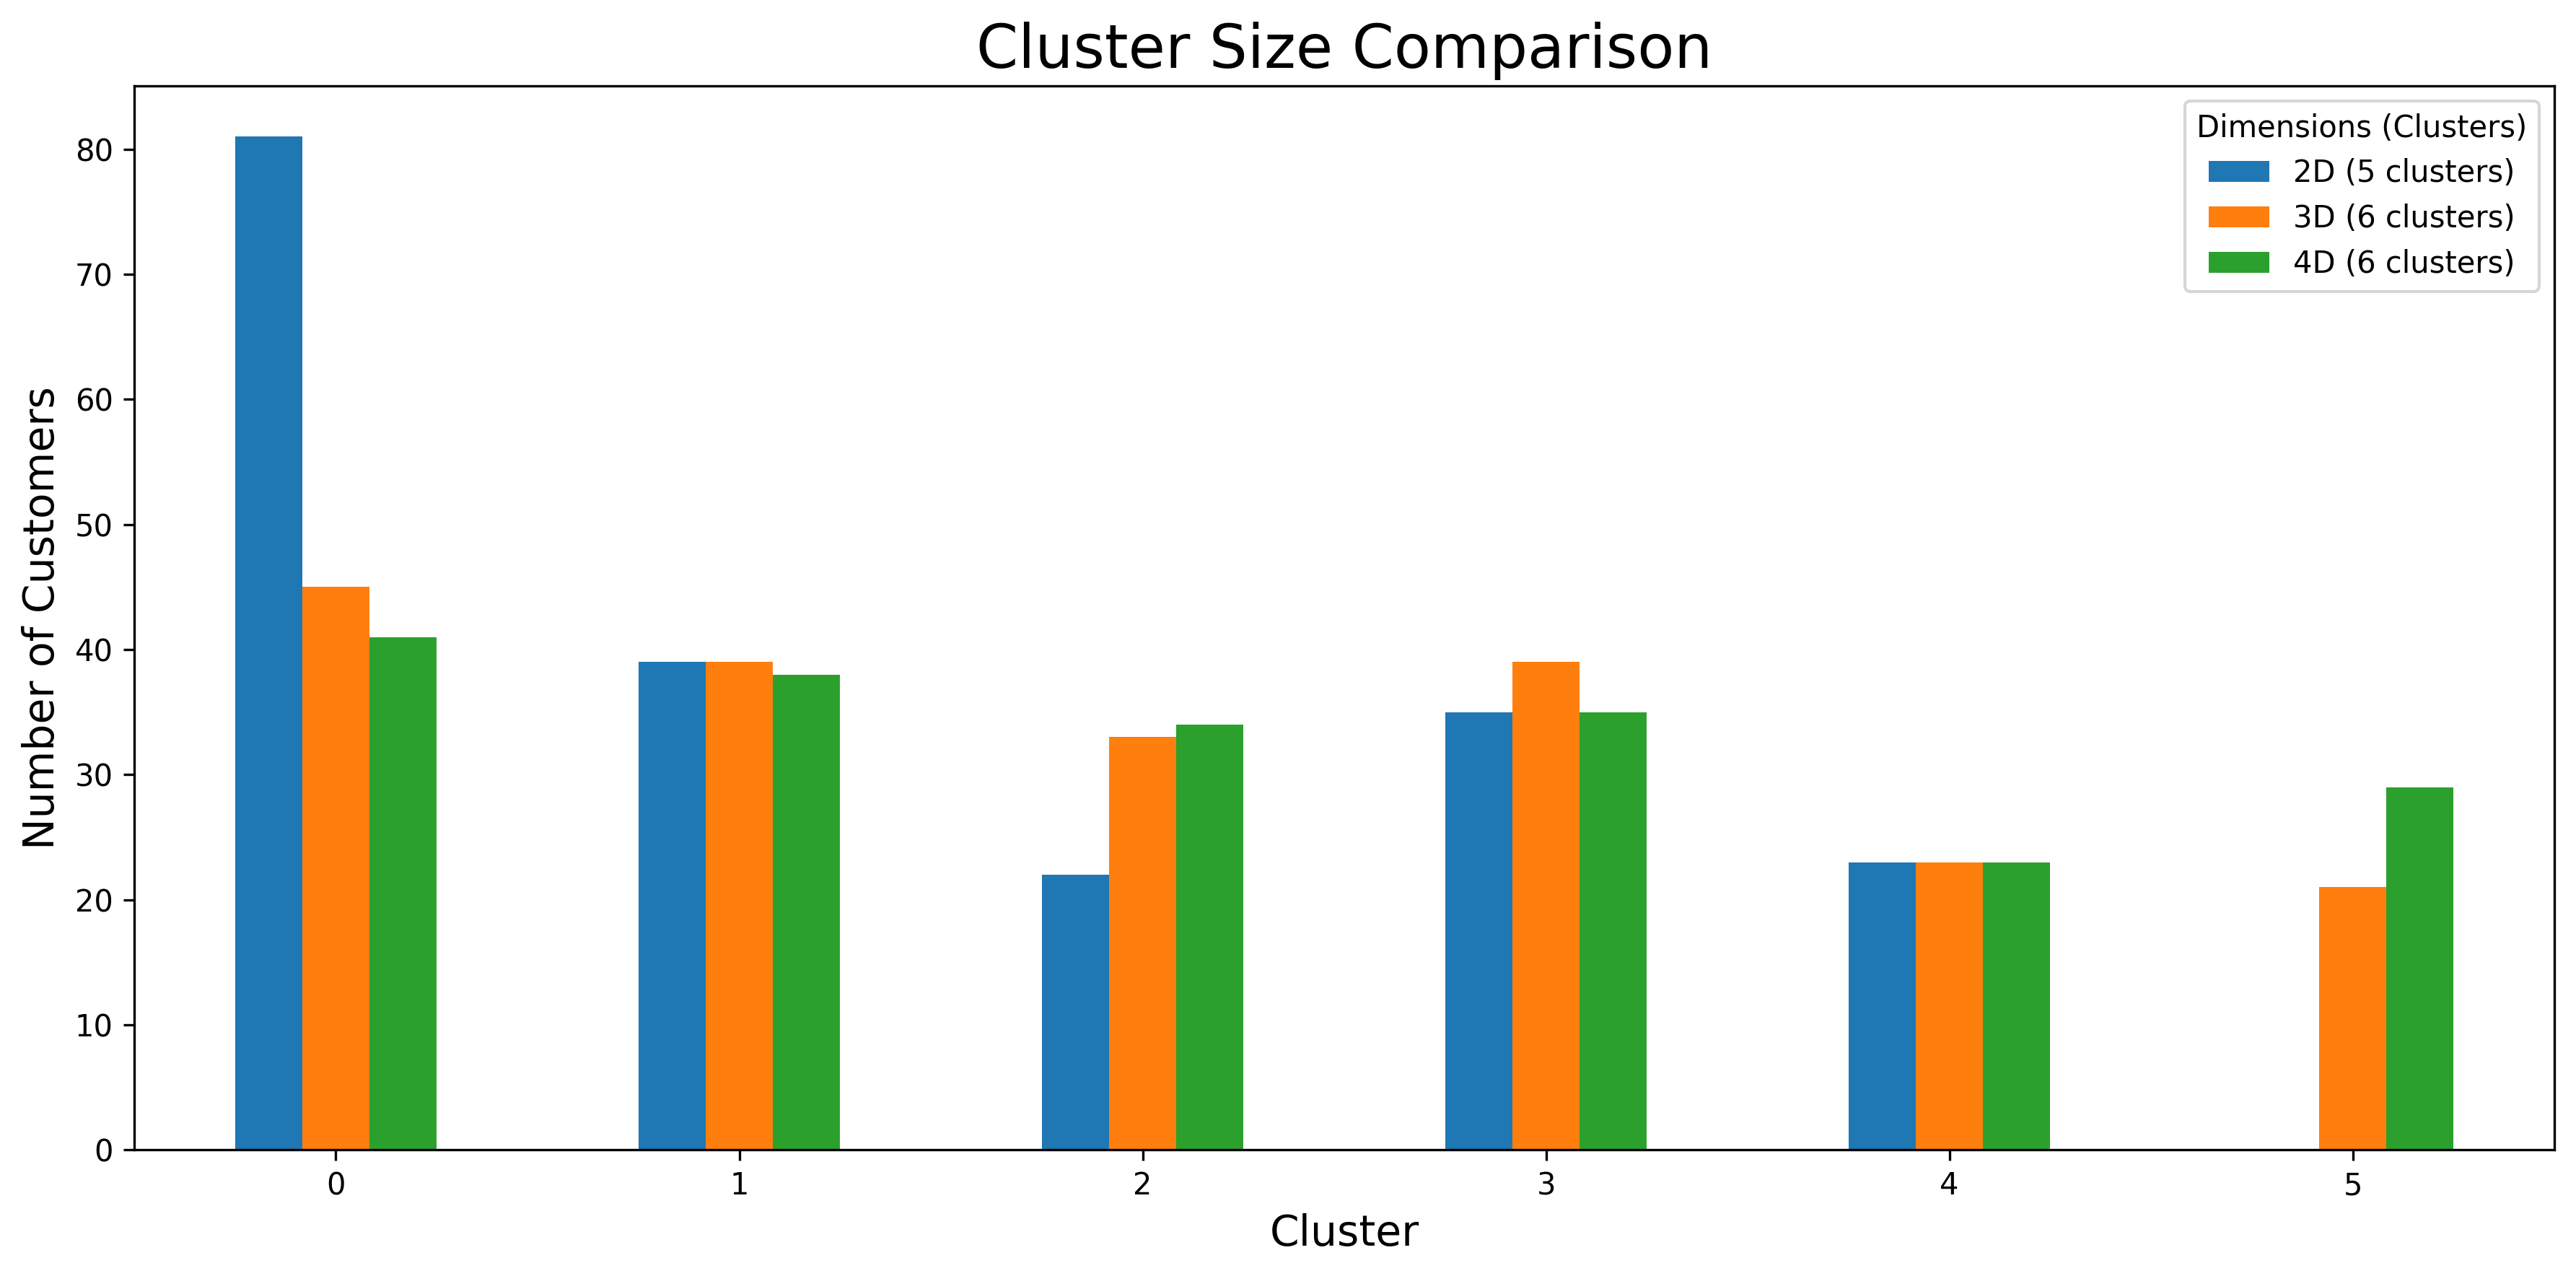 Cluster Size Comparison
Dimensions (Clusters)
2D (5 clusters)
3D (6 clusters)
4D (6 clusters)
Number of Customers
80
70
60
50
40
30
20
10
0
0 1 2 3 4 5
Cluster